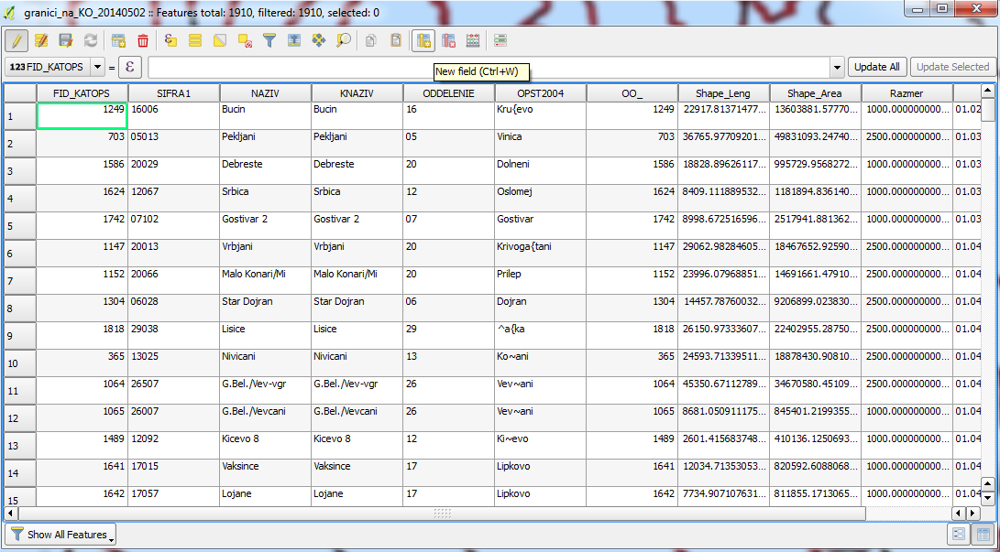 granici_na_KO_20140502 :: Features total: 1910, filtered: 1910, selected: 0
123 FID_KATOPS = ε Update All Update Selected
New field (Ctrl+W)
FID_KATOPS SIFRA1 NAZIV KNAZIV ODDELENIE OPST2004 OO_ Shape_Leng Shape_Area Razmer
1 1249 16006 Bucin Bucin 16 Kru{evo 1249 22917.81371477... 13603881.57770... 1000.000000000... 01.02
2 703 05013 Pekljani Pekljani 05 Vinica 703 36765.97709201... 49831093.24740... 2500.000000000... 01.03
3 1586 20029 Debreste Debreste 20 Dolneni 1586 18828.89626117... 995729.9568272... 1000.000000000... 01.03
4 1624 12067 Srbica Srbica 12 Oslomej 1624 8409.111889532... 1181894.836140... 1000.000000000... 01.03
5 1742 07102 Gostivar 2 Gostivar 2 07 Gostivar 1742 8998.672516596... 2517941.881362... 1000.000000000... 01.03
6 1147 20013 Vrbjani Vrbjani 20 Krivoga{tani 1147 29062.98284605... 18467652.92590... 2500.000000000... 01.04
7 1152 20066 Malo Konari/Mi Malo Konari/Mi 20 Prilep 1152 23996.07968851... 14691661.47910... 2500.000000000... 01.04
8 1304 06028 Star Dojran Star Dojran 06 Dojran 1304 14457.78760032... 9206899.023830... 1000.000000000... 01.04
9 1818 29038 Lisice Lisice 29 ^a{ka 1818 26150.97333607... 22402955.28750... 2500.000000000... 01.04
10 365 13025 Nivicani Nivicani 13 Ko~ani 365 24593.71339511... 18878430.90810... 2500.000000000... 01.04
11 1064 26507 G.Bel./Vev-vgr G.Bel./Vev-vgr 26 Vev~ani 1064 45350.67112789... 34670580.45109... 2500.000000000... 01.04
12 1065 26007 G.Bel./Vevcani G.Bel./Vevcani 26 Vev~ani 1065 8681.050911175... 845401.2199355... 1000.000000000... 01.04
13 1489 12092 Kicevo 8 Kicevo 8 12 Ki~evo 1489 2601.415683748... 410136.1250693... 1000.000000000... 01.04
14 1641 17015 Vaksince Vaksince 17 Lipkovo 1641 12034.71353053... 820592.6088068... 1000.000000000... 01.04
15 1642 17057 Lojane Lojane 17 Lipkovo 1642 7734.907107631... 811855.1713065... 1000.000000000... 01.04
Show All Features